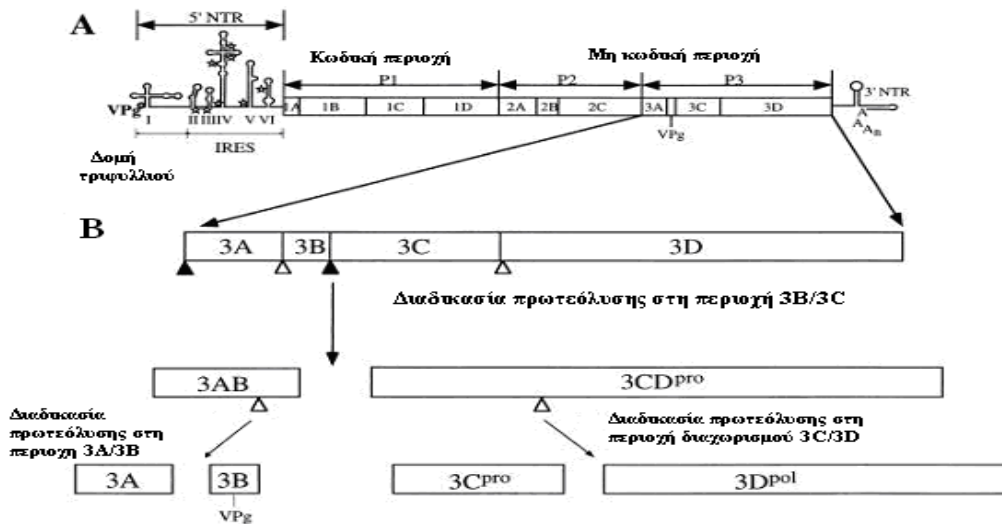 A
5' NTR
Κωδική περιοχή
Μη κωδική περιοχή
P1
P2
P3
3' NTR
VPg
1A 1B 1C 1D 2A 2B 2C 3A 3C 3D
VPg
A
A
An
I II III IV V VI
IRES
Δομή
τριφυλλιού
B
3A 3B 3C 3D
Διαδικασία πρωτεόλυσης στη περιοχή 3B/3C
3AB
3CDpro
Διαδικασία
πρωτεόλυσης στη
περιοχη 3A/3B
Διαδικασία πρωτεόλυσης στη
περιοχή διαχωρισμού 3C/3D
3A
3B
3Cpro
3Dpol
VPg